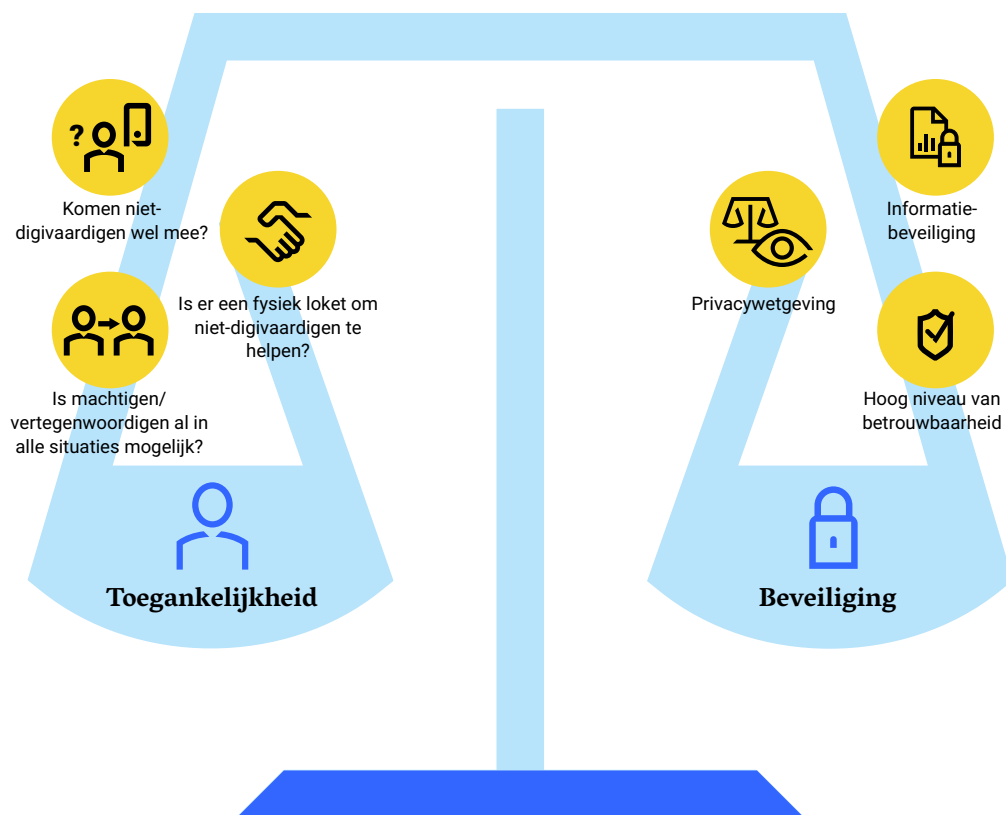 ?
Komen niet-
digivaardigen wel mee?
Is er een fysiek loket om
niet-digivaardigen te
helpen?
Is machtigen/
vertegenwoordigen al in
alle situaties mogelijk?
Toegankelijkheid
Privacywetgeving
Informatie-
beveiliging
Hoog niveau van
betrouwbaarheid
Beveiliging